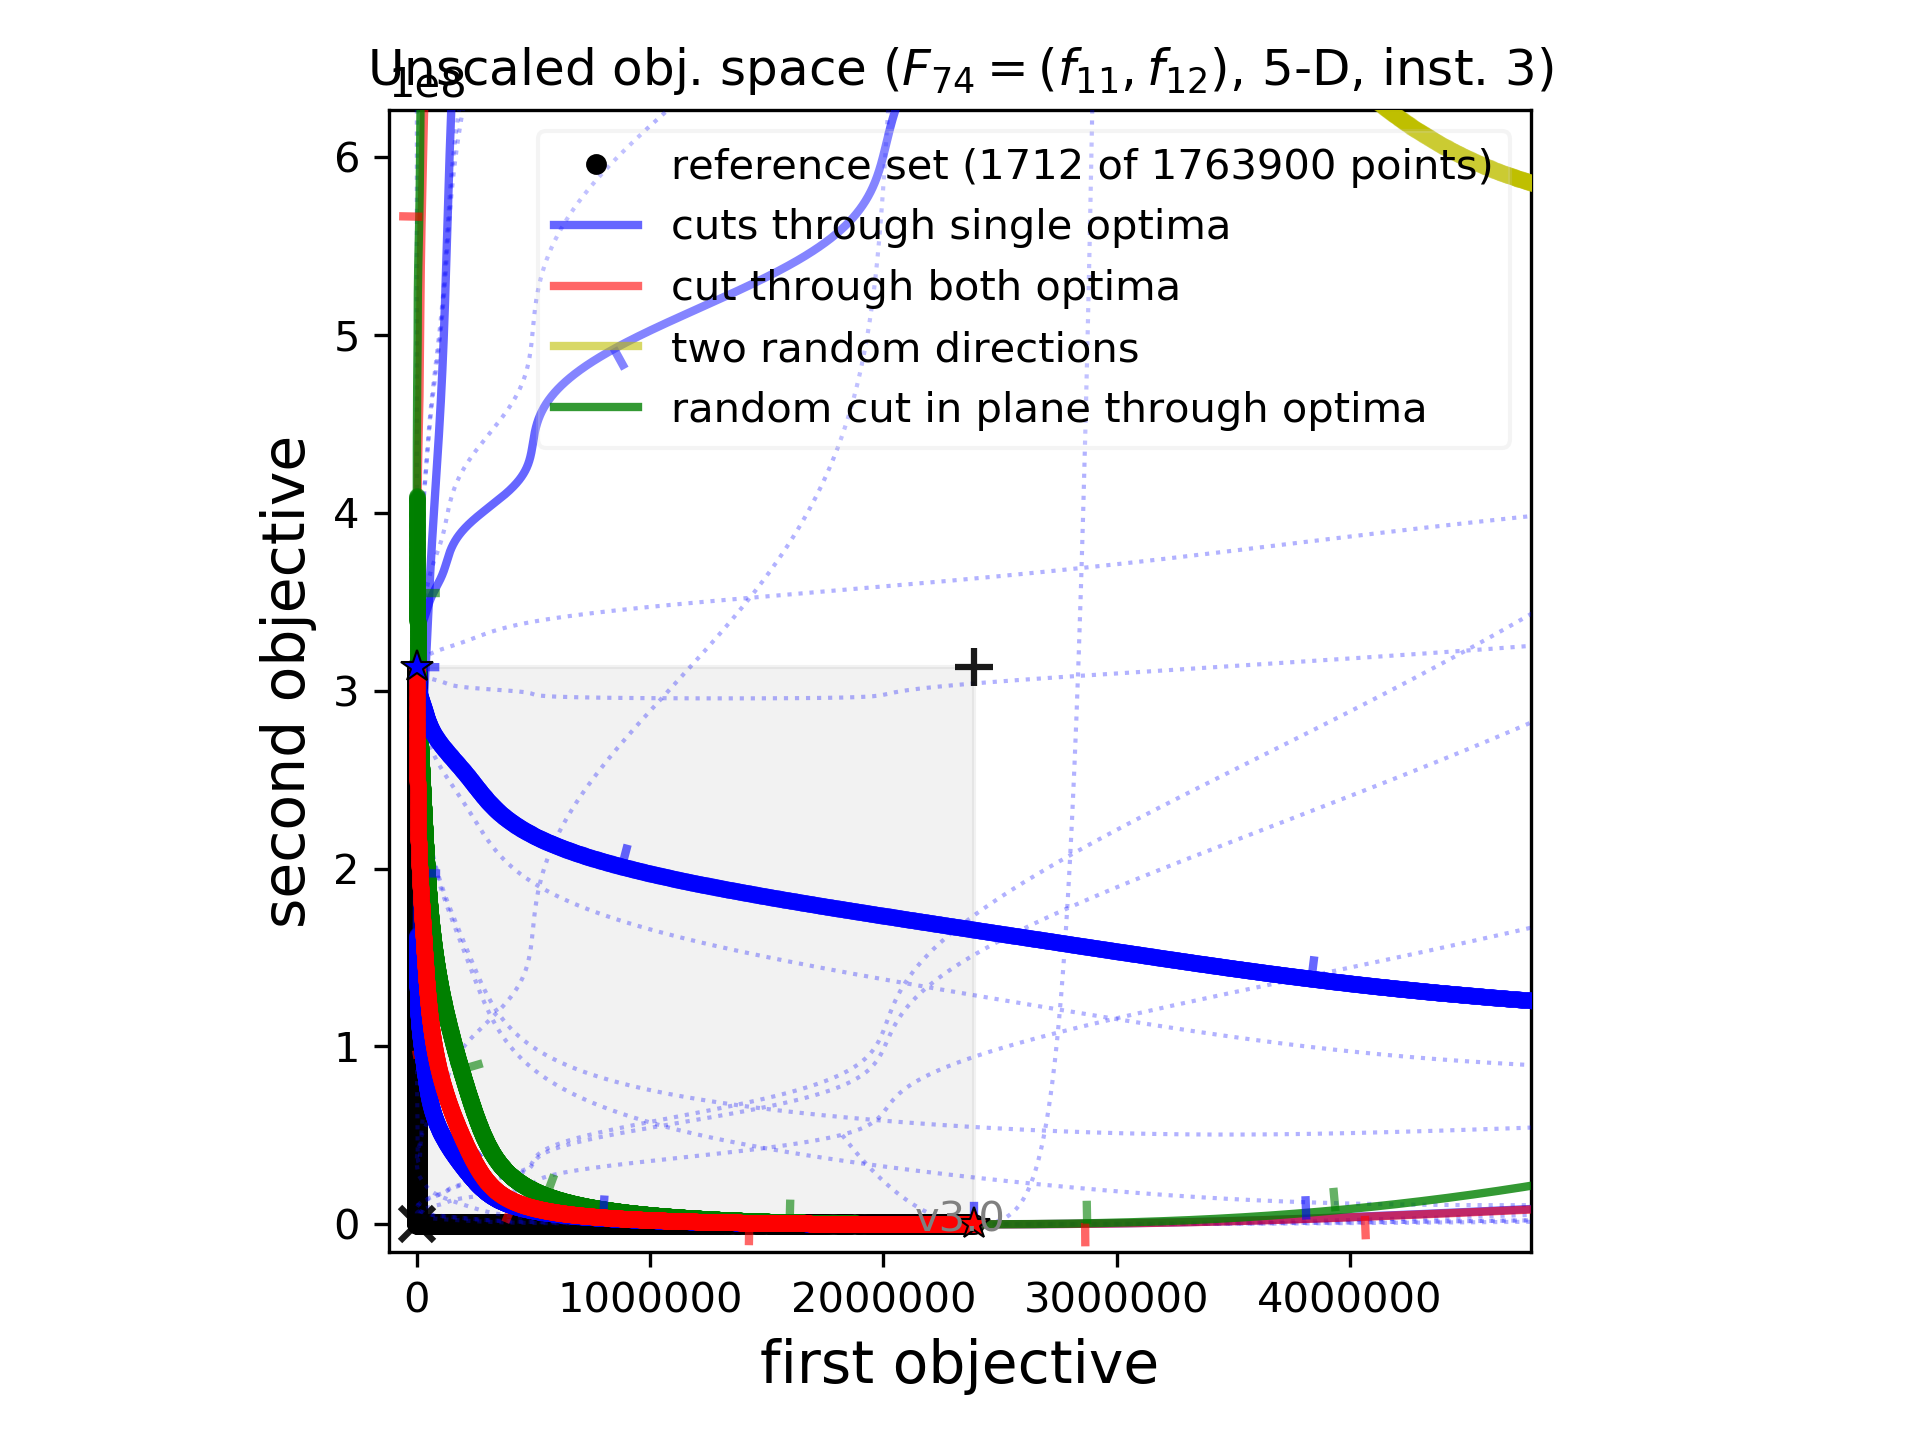 Unscaled obj. space (F₇₄ = (f₁₁, f₁₂), 5-D, inst. 3)
1e8
reference set (1712 of 1763900 points)
cuts through single optima
cut through both optima
two random directions
random cut in plane through optima
6
5
4
3
2
1
0
second objective
v3.0
0 1000000 2000000 3000000 4000000
first objective